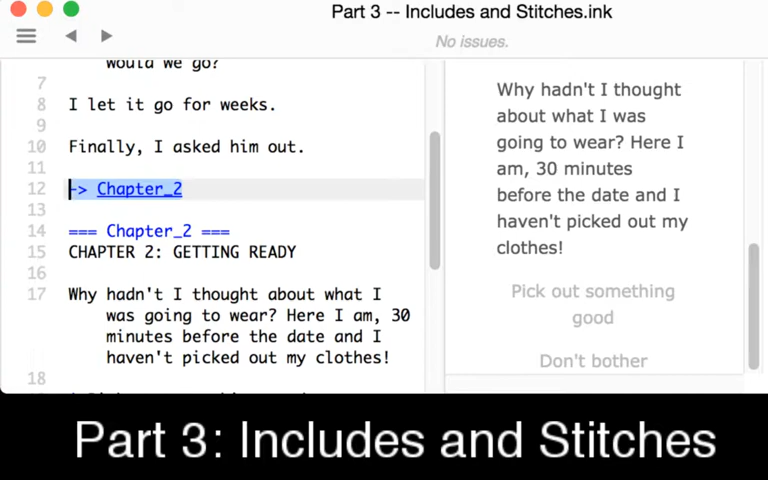 Part 3 -- Includes and Stitches.ink
No issues.
would we go?
7
8 I let it go for weeks.
9
10 Finally, I asked him out.
11
12 -> Chapter_2
13
14 === Chapter_2 ===
15 CHAPTER 2: GETTING READY
16
17 Why hadn't I thought about what I
was going to wear? Here I am, 30
minutes before the date and I
haven't picked out my clothes!
18
Why hadn't I thought
about what I was
going to wear? Here I
am, 30 minutes
before the date and I
haven't picked out my
clothes!
Pick out something
good
Don't bother
Part 3: Includes and Stitches